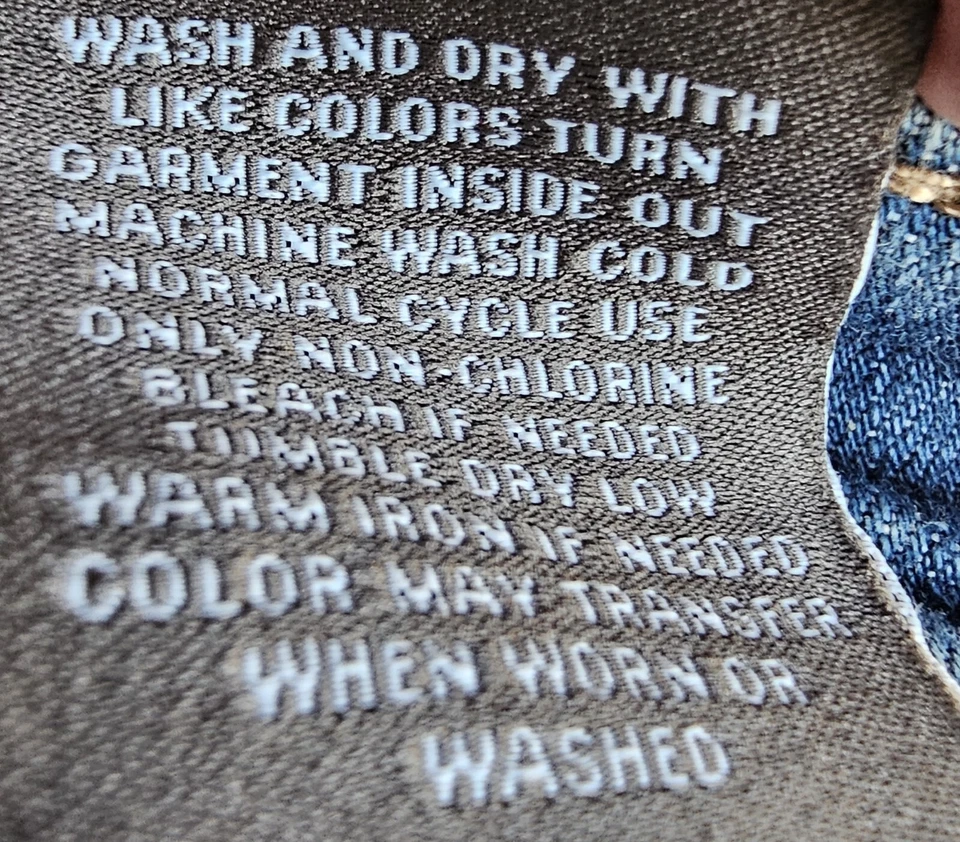 WASH AND DRY WITH
LIKE COLORS TURN
GARMENT INSIDE OUT
MACHINE WASH COLD
NORMAL CYCLE USE
ONLY NON-CHLORINE
BLEACH IF NEEDED
TUMBLE DRY LOW
WARM IRON IF NEEDED
COLOR MAY TRANSFER
WHEN WORN OR
WASHED